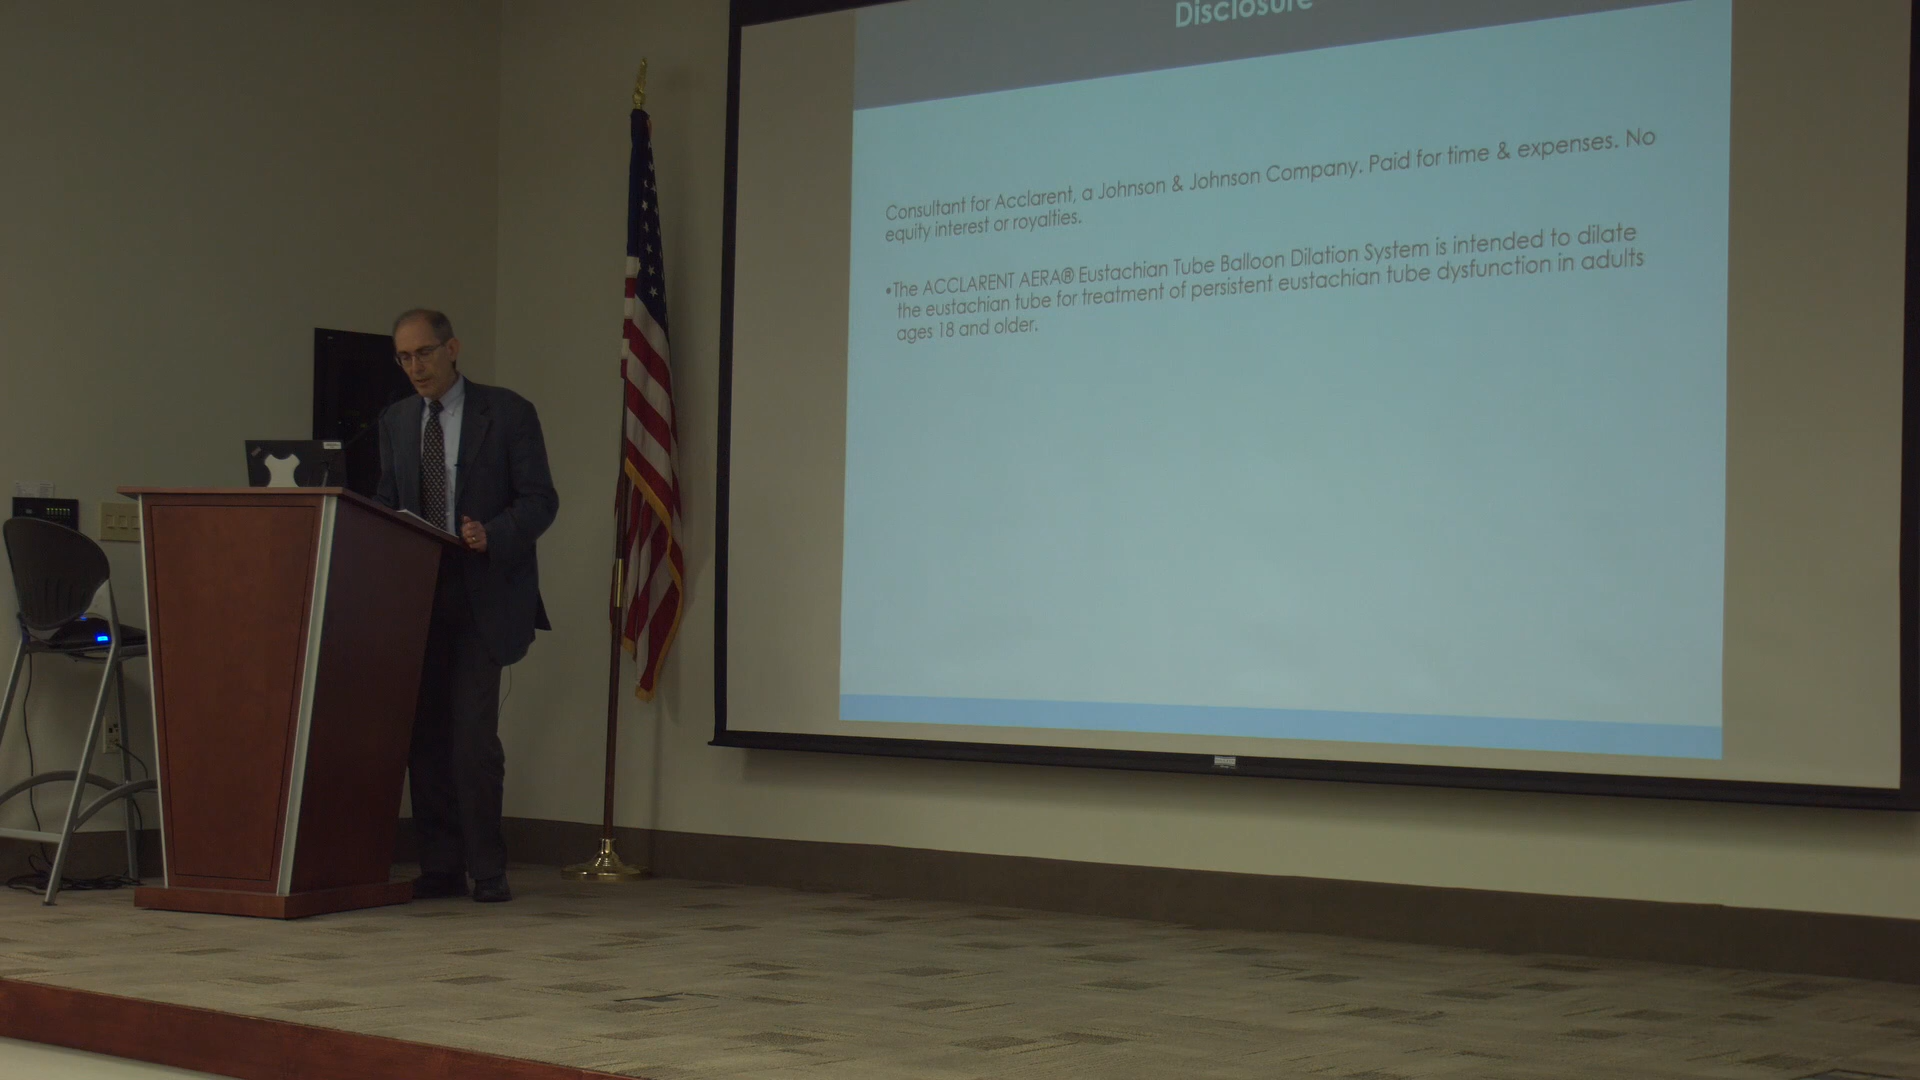 Disclosure
Consultant for Acclarent, a Johnson & Johnson Company. Paid for time & expenses. No
equity interest or royalties.
•The ACCLARENT AERA® Eustachian Tube Balloon Dilation System is intended to dilate
the eustachian tube for treatment of persistent eustachian tube dysfunction in adults
ages 18 and older.